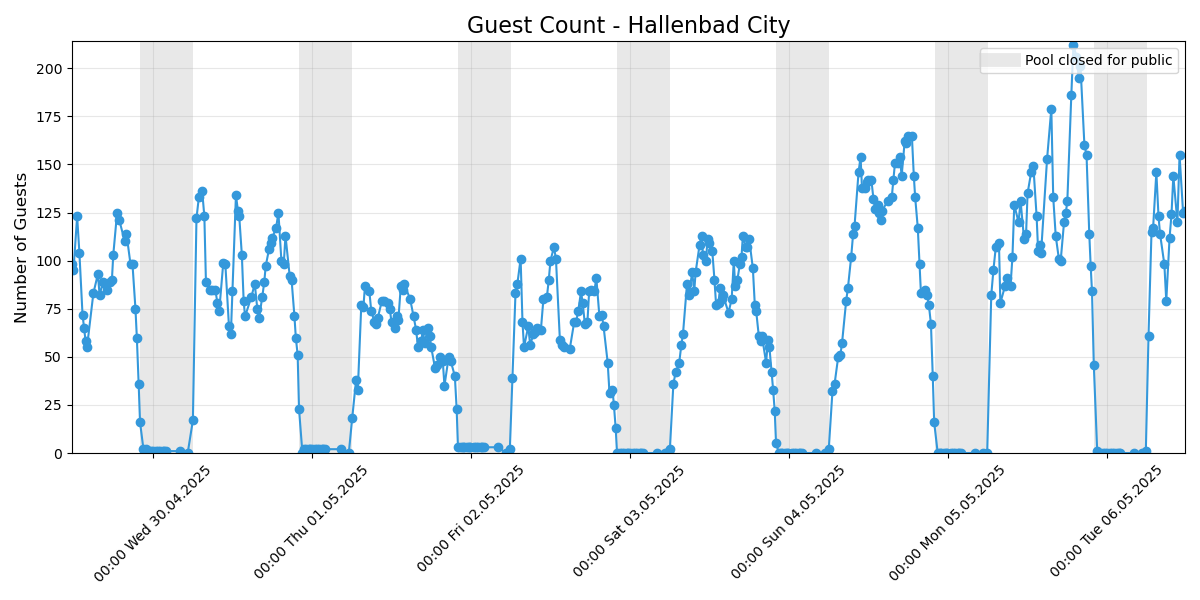 Guest Count - Hallenbad City
Pool closed for public
Number of Guests
200
175
150
125
100
75
50
25
0
00:00 Wed 30.04.2025
00:00 Thu 01.05.2025
00:00 Fri 02.05.2025
00:00 Sat 03.05.2025
00:00 Sun 04.05.2025
00:00 Mon 05.05.2025
00:00 Tue 06.05.2025